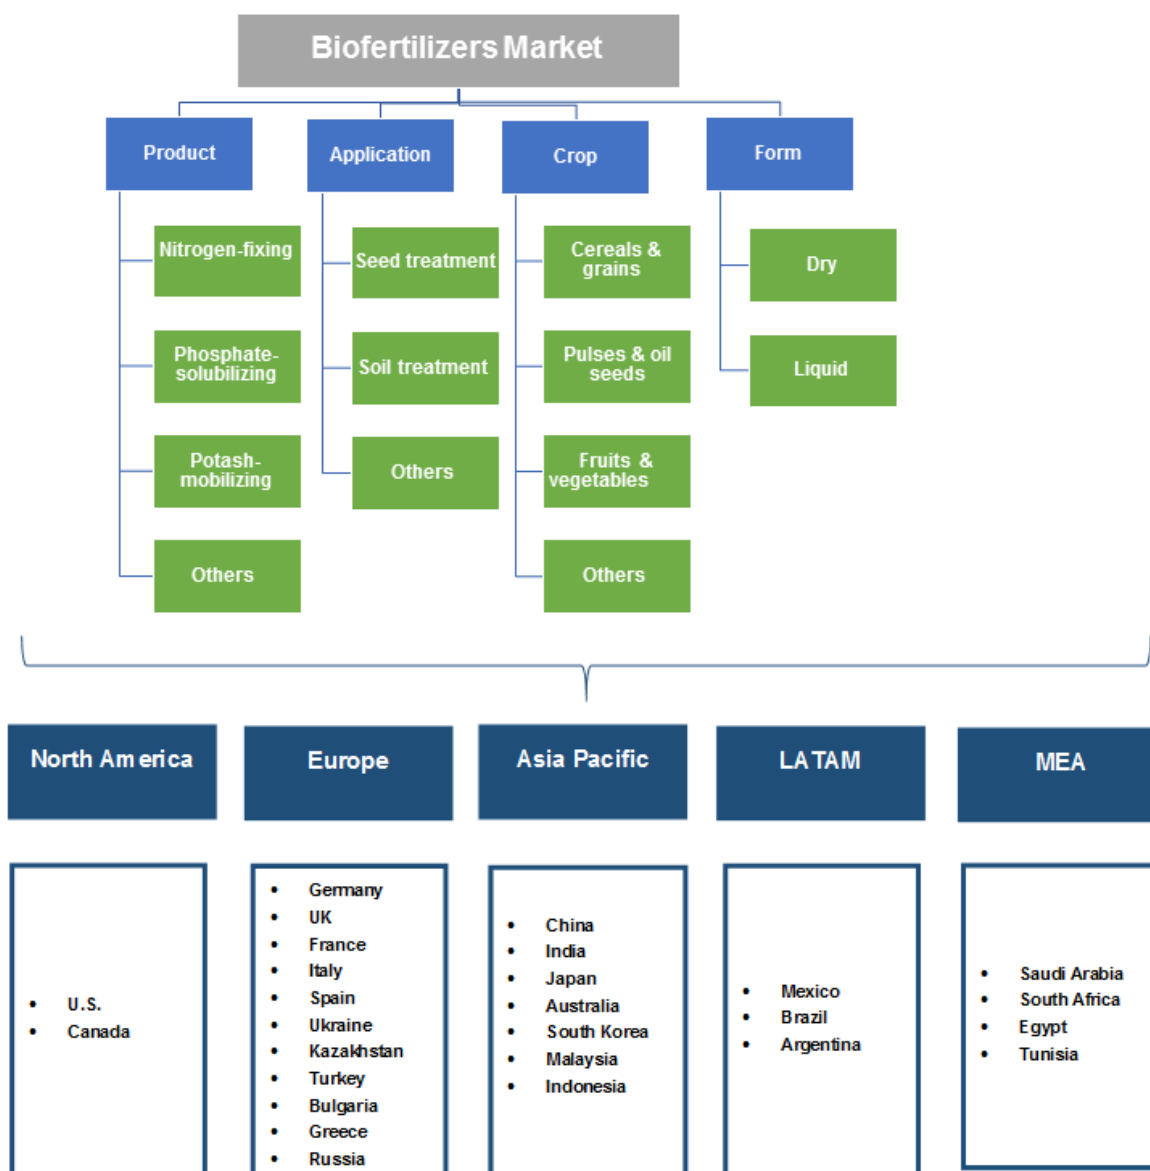 Biofertilizers Market
Product
Application
Crop
Form
Nitrogen-fixing
Phosphate-
solubilizing
Potash-
mobilizing
Others
Seed treatment
Soil treatment
Others
Cereals &
grains
Pulses & oil
seeds
Fruits &
vegetables
Others
Dry
Liquid
North America
Europe
Asia Pacific
LATAM
MEA
• U.S.
• Canada
• Germany
• UK
• France
• Italy
• Spain
• Ukraine
• Kazakhstan
• Turkey
• Bulgaria
• Greece
• Russia
• China
• India
• Japan
• Australia
• South Korea
• Malaysia
• Indonesia
• Mexico
• Brazil
• Argentina
• Saudi Arabia
• South Africa
• Egypt
• Tunisia